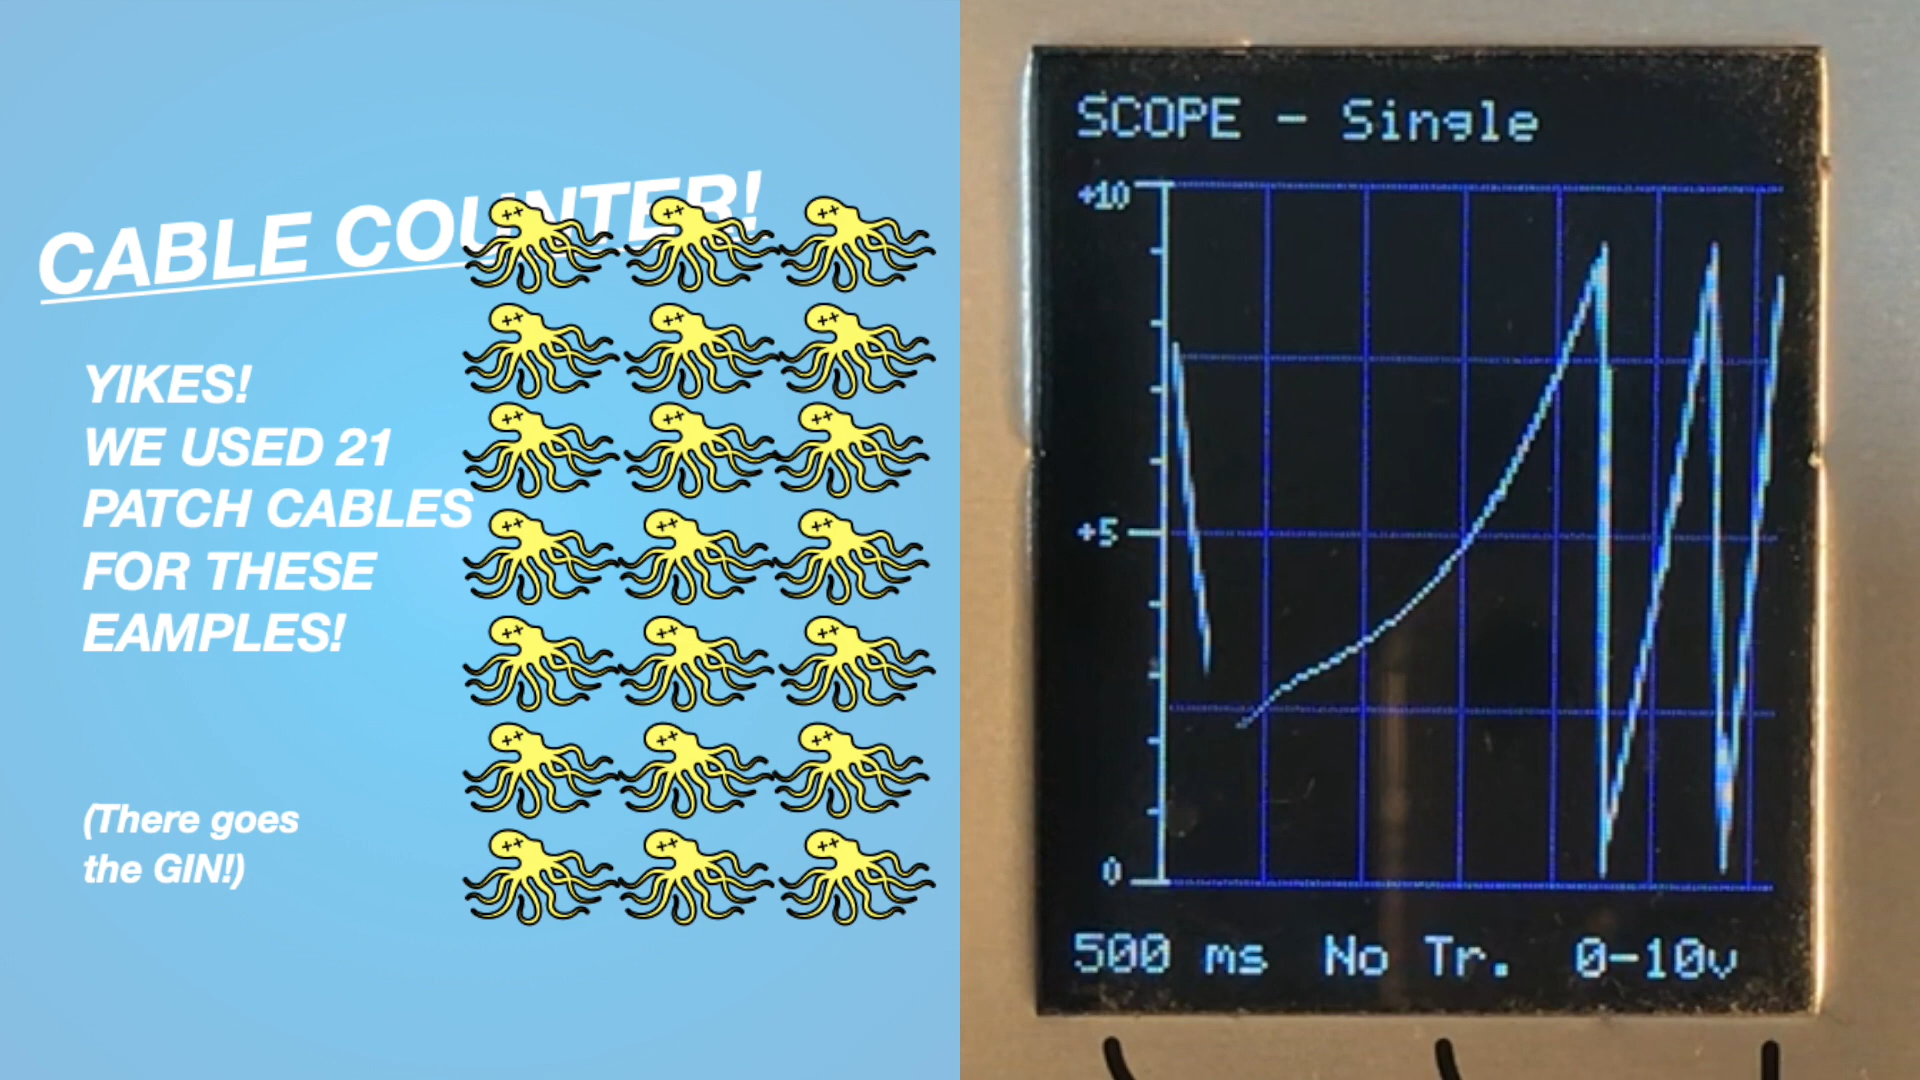 CABLE COUNTER!
YIKES!
WE USED 21
PATCH CABLES
FOR THESE
EAMPLES!
(There goes
the GIN!)
SCOPE - Single
+10
+5
0
500 ms No Tr. 0-10v